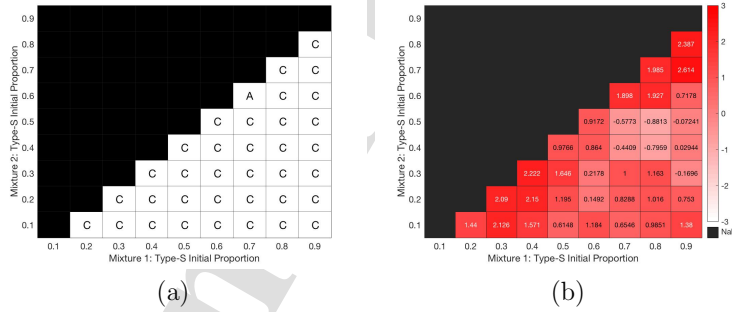 0.9
0.8 C
0.7 C C
0.6 A C C
0.5 C C C C
0.4 C C C C C
0.3 C C C C C C
0.2 C C C C C C C
0.1 C C C C C C C C
0.1 0.2 0.3 0.4 0.5 0.6 0.7 0.8 0.9
Mixture 1: Type-S Initial Proportion
Mixture 2: Type-S Initial Proportion
(a)
0.9
0.8 2.387
0.7 1.985 2.614
0.6 1.898 1.927 0.7178
0.5 0.9172 -0.5773 -0.8813 -0.07241
0.4 0.9766 0.864 -0.4409 -0.7959 0.02944
0.3 2.222 1.646 0.2178 1 1.163 -0.1696
0.2 2.09 2.15 1.195 0.1492 0.8288 1.016 0.753
0.1 1.44 2.126 1.571 0.6148 1.184 0.6546 0.9851 1.38
0.1 0.2 0.3 0.4 0.5 0.6 0.7 0.8 0.9
Mixture 1: Type-S Initial Proportion
Mixture 2: Type-S Initial Proportion
3
2
1
0
-1
-2
-3
(b)